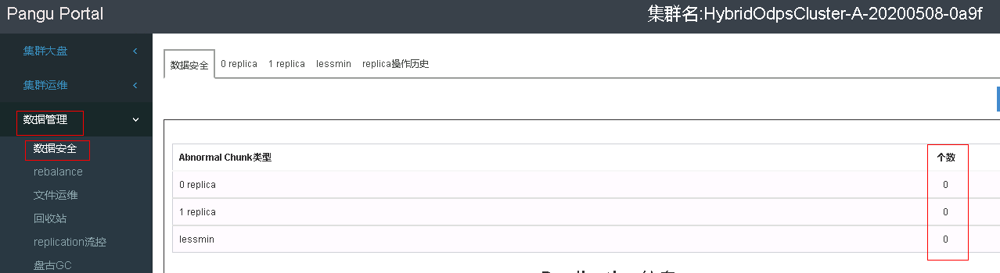 Pangu Portal
集群名:HybridOdpsCluster-A-20200508-0a9f
集群大盘
集群运维
数据管理
数据安全
rebalance
文件运维
回收站
replication流控
盘古GC
数据安全 0 replica 1 replica lessmin replica操作历史
Abnormal Chunk类型 个数
0 replica 0
1 replica 0
lessmin 0